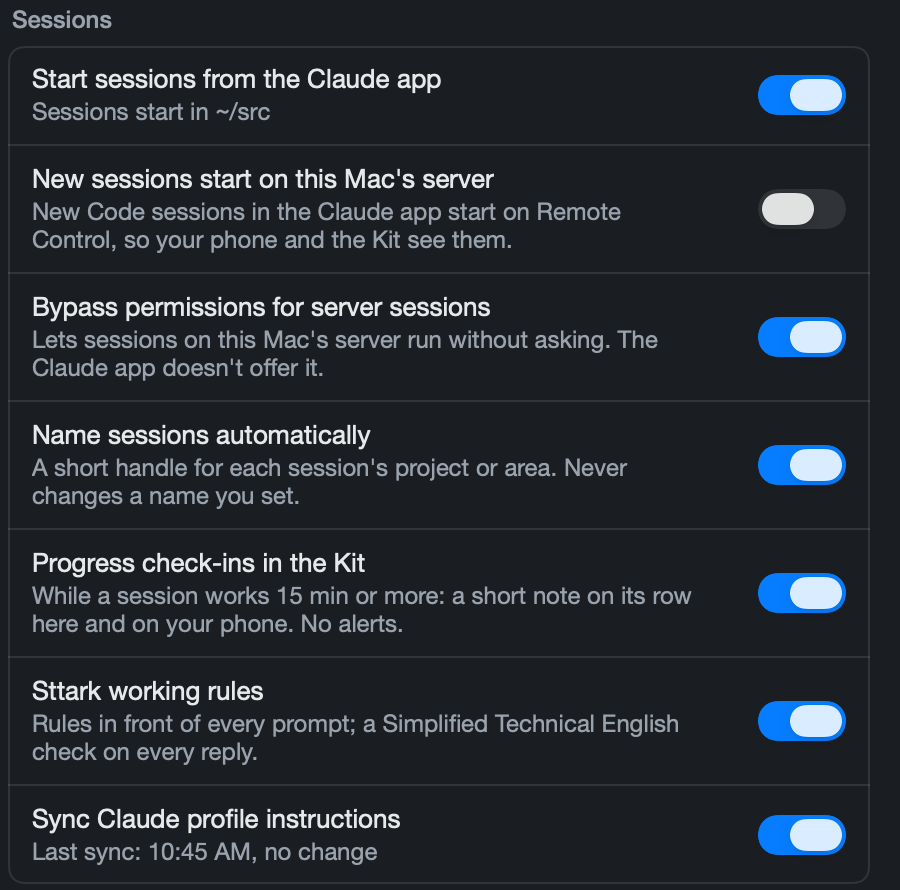 Sessions
Start sessions from the Claude app
Sessions start in ~/src
New sessions start on this Mac's server
New Code sessions in the Claude app start on Remote
Control, so your phone and the Kit see them.
Bypass permissions for server sessions
Lets sessions on this Mac's server run without asking. The
Claude app doesn't offer it.
Name sessions automatically
A short handle for each session's project or area. Never
changes a name you set.
Progress check-ins in the Kit
While a session works 15 min or more: a short note on its row
here and on your phone. No alerts.
Sttark working rules
Rules in front of every prompt; a Simplified Technical English
check on every reply.
Sync Claude profile instructions
Last sync: 10:45 AM, no change